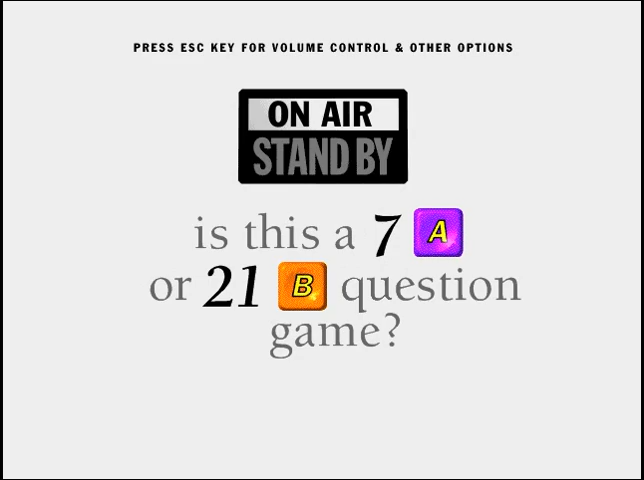 PRESS ESC KEY FOR VOLUME CONTROL & OTHER OPTIONS
ON AIR
STAND BY
is this a 7 A
or 21 B question
game?